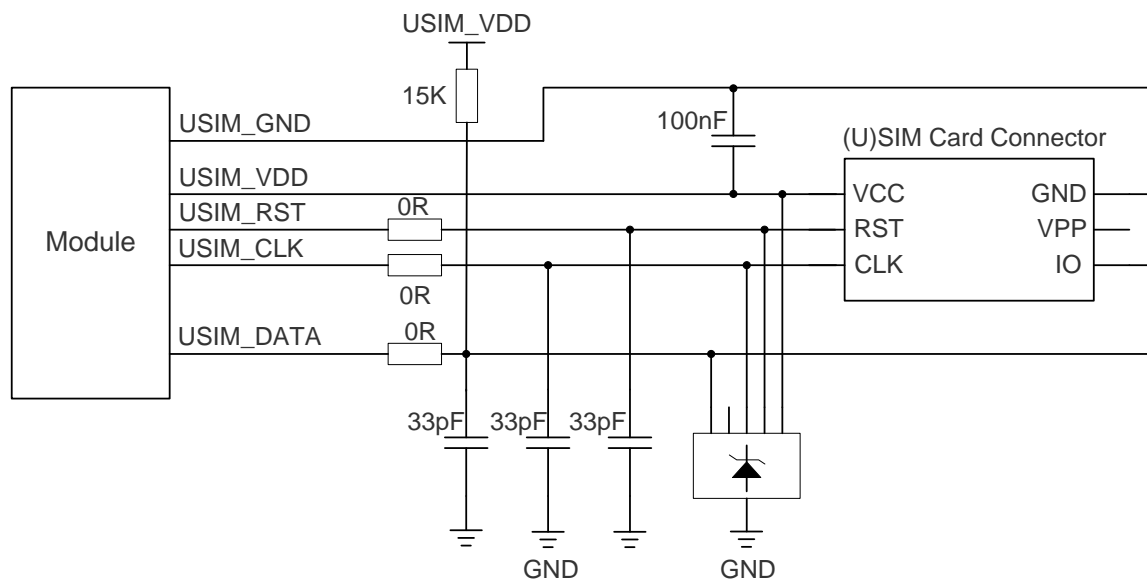 USIM_VDD
15K
USIM_GND
100nF
(U)SIM Card Connector
USIM_VDD
VCC
GND
USIM_RST
0R
RST
VPP
Module
USIM_CLK
CLK
IO
0R
USIM_DATA
0R
33pF
33pF
33pF
GND
GND